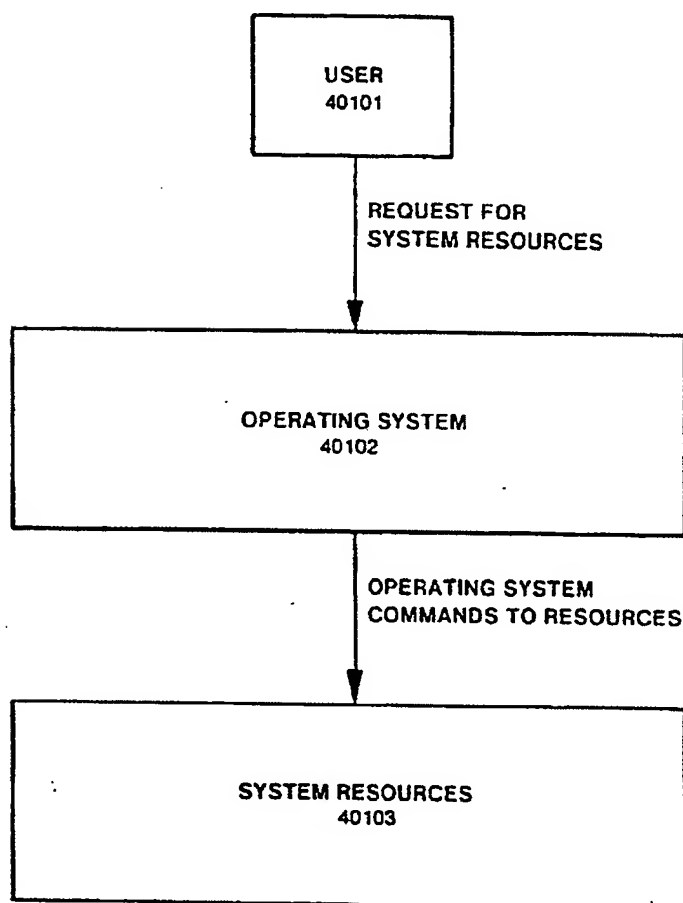 USER
40101
REQUEST FOR
SYSTEM RESOURCES
OPERATING SYSTEM
40102
OPERATING SYSTEM
COMMANDS TO RESOURCES
SYSTEM RESOURCES
40103